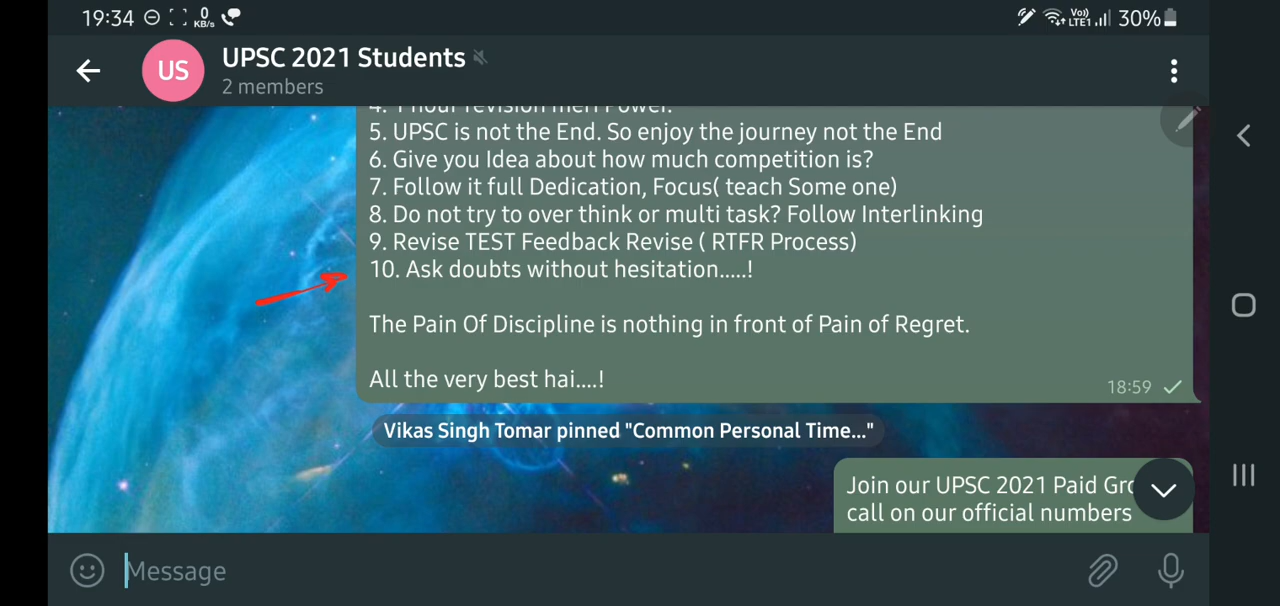 19:34 0 KB/s Vo) LTE1 30%
US UPSC 2021 Students
2 members
4. 1 hour revision meri Power.
5. UPSC is not the End. So enjoy the journey not the End
6. Give you Idea about how much competition is?
7. Follow it full Dedication, Focus( teach Some one)
8. Do not try to over think or multi task? Follow Interlinking
9. Revise TEST Feedback Revise ( RTFR Process)
10. Ask doubts without hesitation.....!
The Pain Of Discipline is nothing in front of Pain of Regret.
All the very best hai....!
18:59
Vikas Singh Tomar pinned "Common Personal Time..."
Join our UPSC 2021 Paid
call on our official numbers
Message